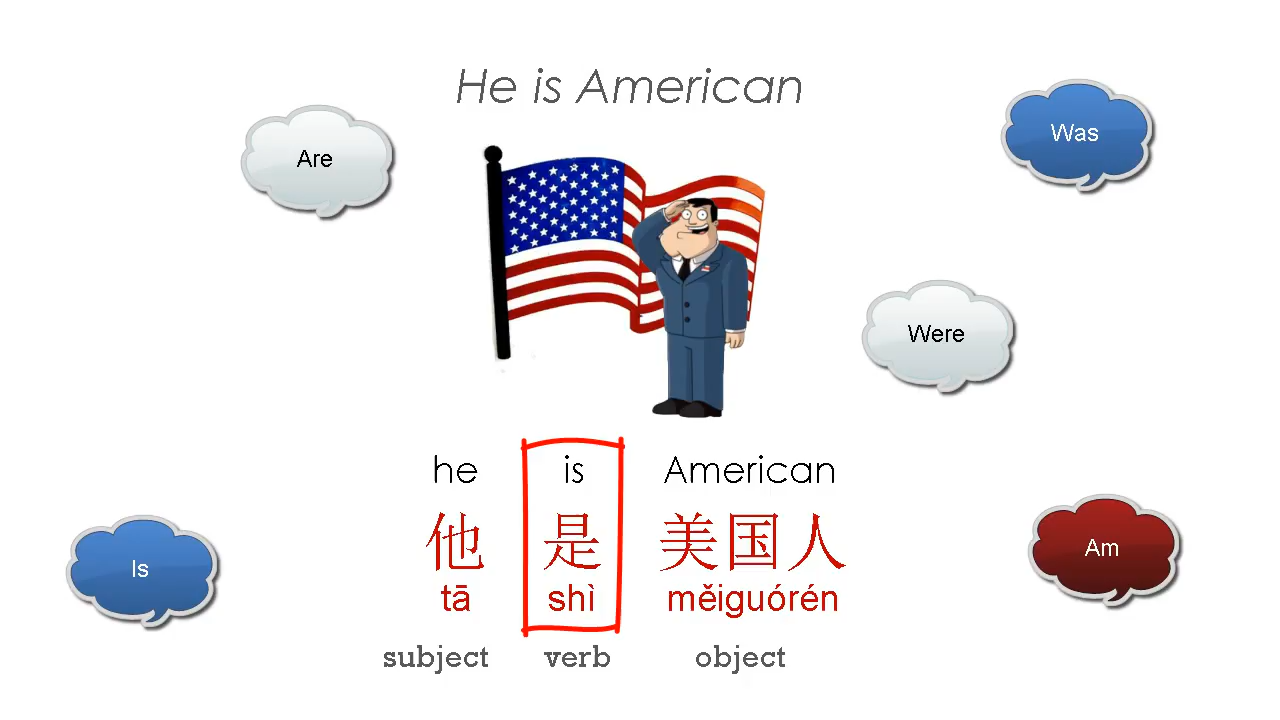 He is American
Are
Was
Were
he is American
他 是 美国人
tā shì měiguórén
Is
Am
subject verb object